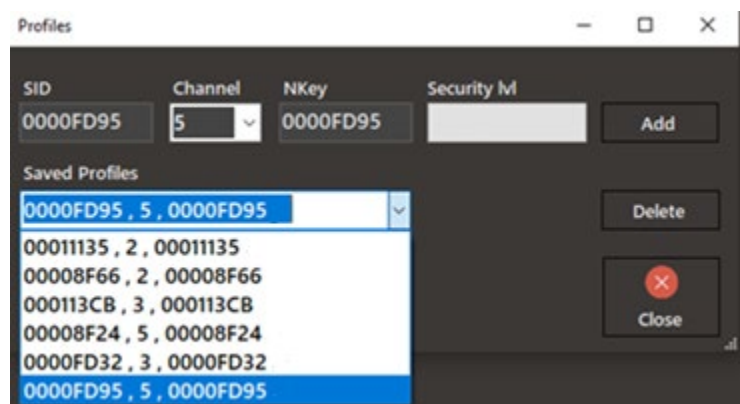 Profiles
SID Channel NKey Security lvl
0000FD95 5 0000FD95 Add
Saved Profiles
0000FD95 , 5 , 0000FD95 Delete
00011135 , 2 , 00011135
00008F66 , 2 , 00008F66
000113CB , 3 , 000113CB
00008F24 , 5 , 00008F24
0000FD32 , 3 , 0000FD32
0000FD95 , 5 , 0000FD95
Close